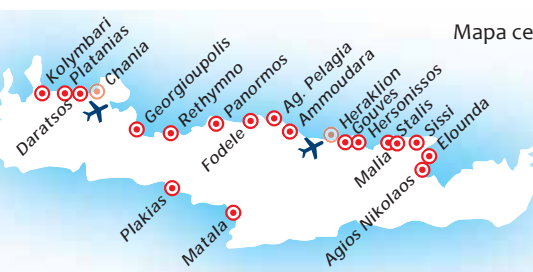 Mapa ce
Kolymbari
Platanias
Daratsos
Chania
Georgioupolis
Rethymno
Panormos
Fodele
Ag. Pelagia
Ammoudara
Heraklion
Gouves
Hersonissos
Malia
Stalis
Sissi
Elounda
Agios Nikolaos
Plakias
Matala